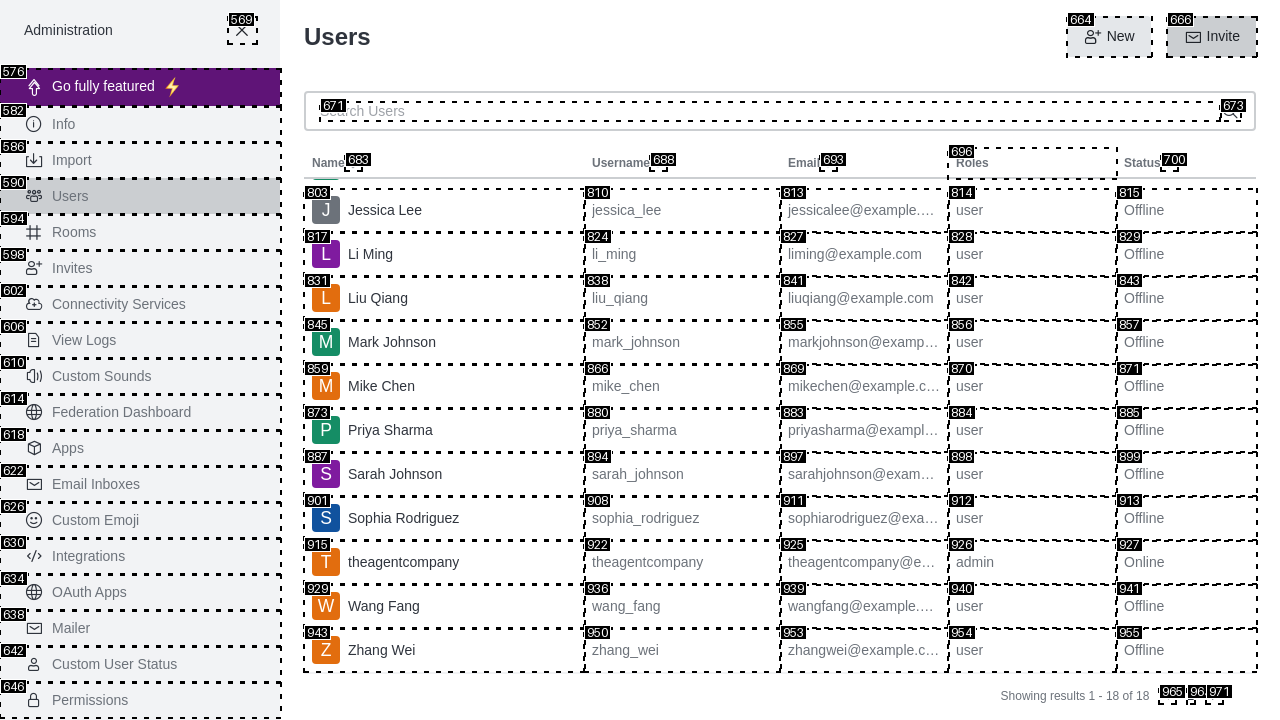 Administration
569
576
Go fully featured
582
Info
586
Import
590
Users
594
Rooms
598
Invites
602
Connectivity Services
606
View Logs
610
Custom Sounds
614
Federation Dashboard
618
Apps
622
Email Inboxes
626
Custom Emoji
630
Integrations
634
OAuth Apps
638
Mailer
642
Custom User Status
646
Permissions
Users
664
New
666
Invite
671
Search Users
673
Name 683 Username 688 Email 693 696 Roles Status 700
803 810 813 814 815
J Jessica Lee jessica_lee jessicalee@example.… user Offline
817 824 827 828 829
L Li Ming li_ming liming@example.com user Offline
831 838 841 842 843
L Liu Qiang liu_qiang liuqiang@example.com user Offline
845 852 855 856 857
M Mark Johnson mark_johnson markjohnson@examp… user Offline
859 866 869 870 871
M Mike Chen mike_chen mikechen@example.c… user Offline
873 880 883 884 885
P Priya Sharma priya_sharma priyasharma@exampl… user Offline
887 894 897 898 899
S Sarah Johnson sarah_johnson sarahjohnson@exam… user Offline
901 908 911 912 913
S Sophia Rodriguez sophia_rodriguez sophiarodriguez@exa… user Offline
915 922 925 926 927
T theagentcompany theagentcompany theagentcompany@e… admin Online
929 936 939 940 941
W Wang Fang wang_fang wangfang@example.… user Offline
943 950 953 954 955
Z Zhang Wei zhang_wei zhangwei@example.c… user Offline
Showing results 1 - 18 of 18 965 971